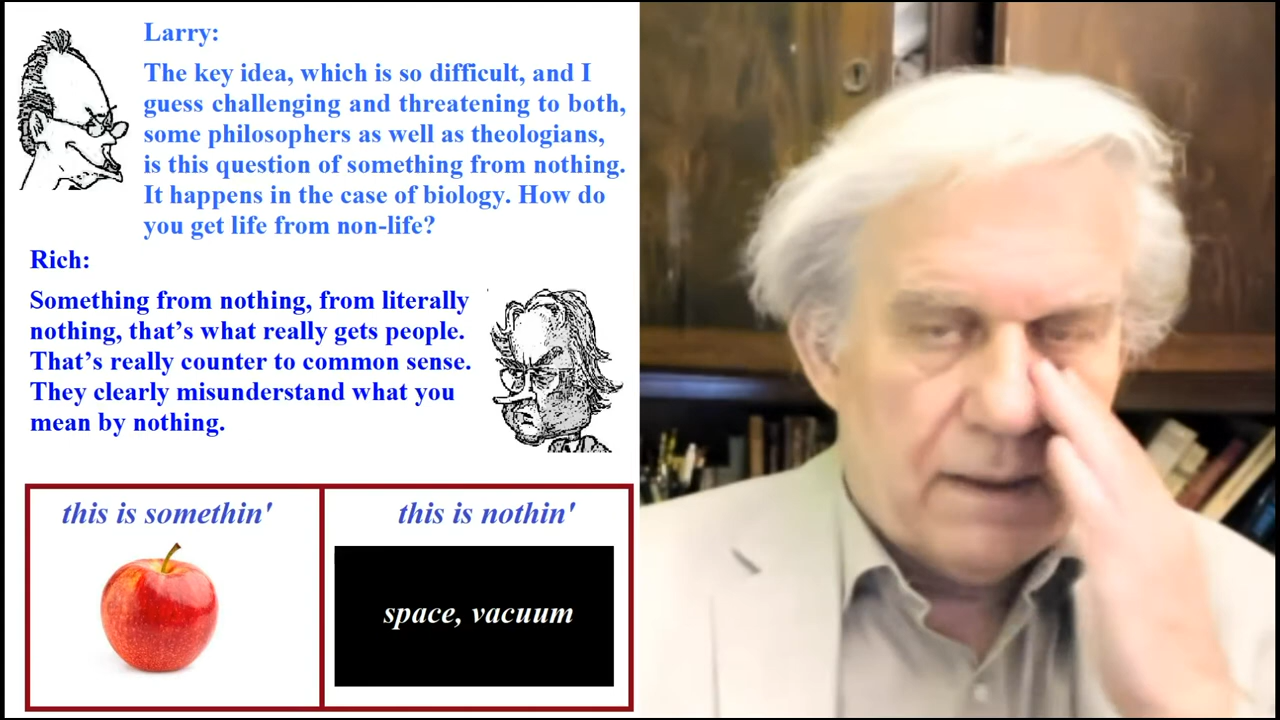 Larry:
The key idea, which is so difficult, and I
guess challenging and threatening to both,
some philosophers as well as theologians,
is this question of something from nothing.
It happens in the case of biology. How do
you get life from non-life?
Rich:
Something from nothing, from literally
nothing, that’s what really gets people.
That’s really counter to common sense.
They clearly misunderstand what you
mean by nothing.
this is somethin'
this is nothin'
space, vacuum